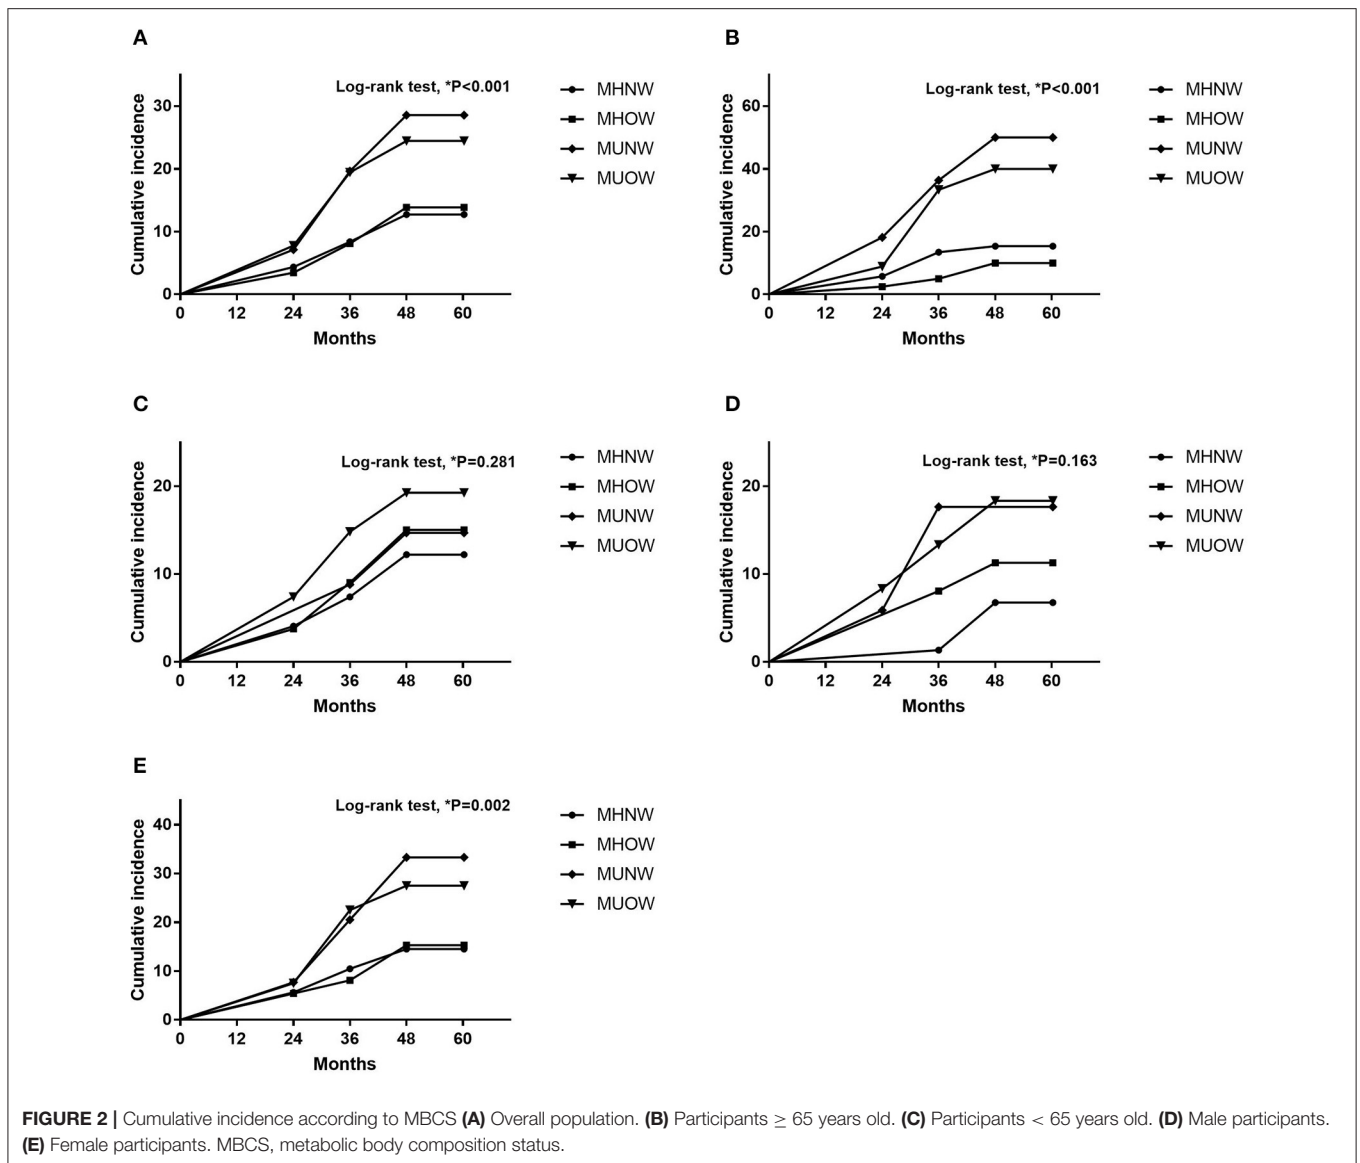 A
Log-rank test, *P<0.001
MHNW
MHOW
MUNW
MUOW
Cumulative incidence
30
20
10
0
0 12 24 36 48 60
Months
B
Log-rank test, *P<0.001
MHNW
MHOW
MUNW
MUOW
Cumulative incidence
60
40
20
0
0 12 24 36 48 60
Months
C
Log-rank test, *P=0.281
MHNW
MHOW
MUNW
MUOW
Cumulative incidence
20
10
0
0 12 24 36 48 60
Months
D
Log-rank test, *P=0.163
MHNW
MHOW
MUNW
MUOW
Cumulative incidence
20
10
0
0 12 24 36 48 60
Months
E
Log-rank test, *P=0.002
MHNW
MHOW
MUNW
MUOW
Cumulative incidence
40
30
20
10
0
0 12 24 36 48 60
Months
FIGURE 2 | Cumulative incidence according to MBCS (A) Overall population. (B) Participants ≥ 65 years old. (C) Participants < 65 years old. (D) Male participants.
(E) Female participants. MBCS, metabolic body composition status.